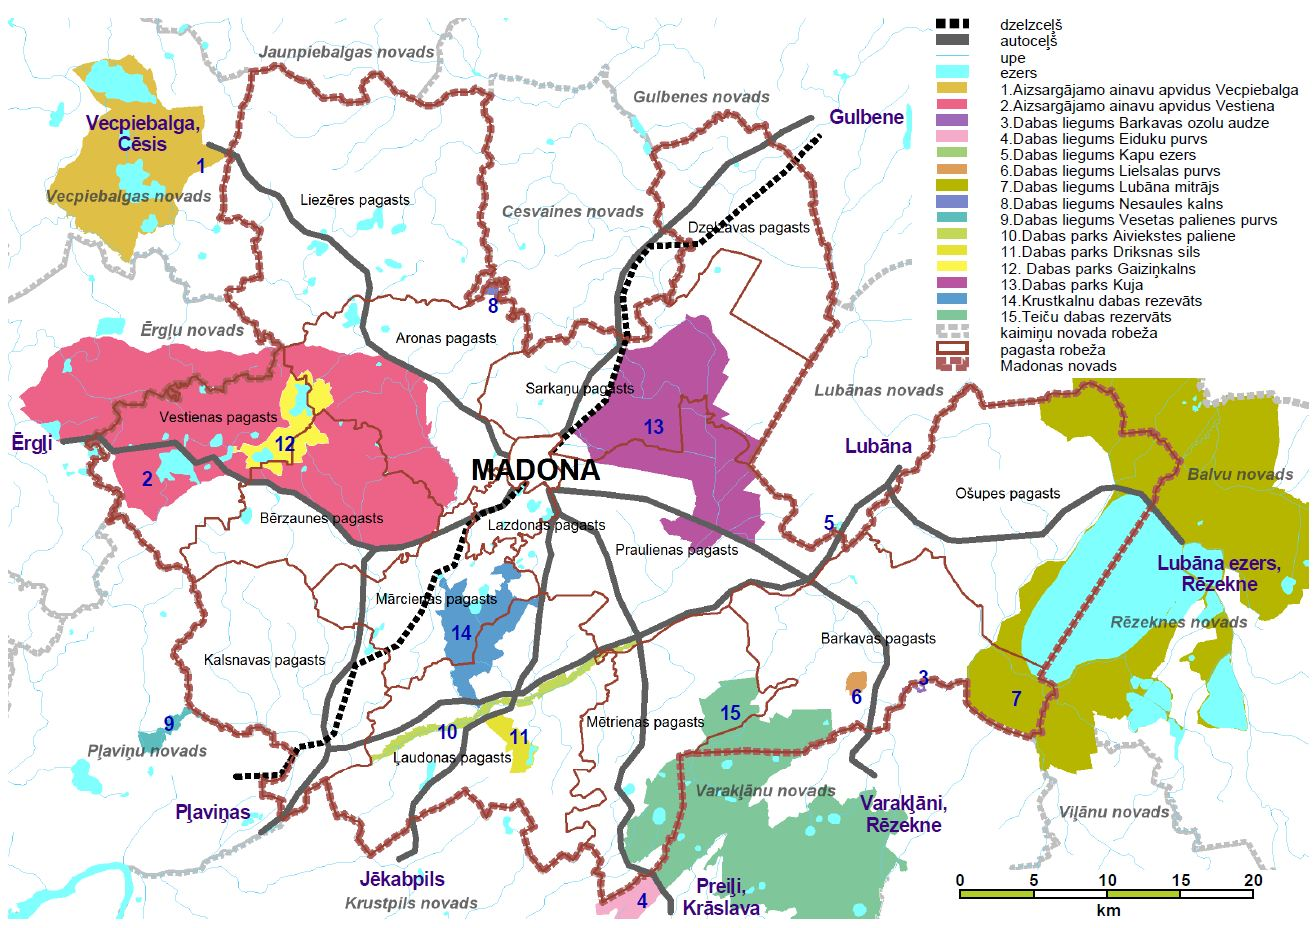 dzelzceļš
autoceļš
upe
ezers
1.Aizsargājamo ainavu apvidus Vecpiebalga
2.Aizsargājamo ainavu apvidus Vestiena
3.Dabas liegums Barkavas ozolu audze
4.Dabas liegums Eiduku purvs
5.Dabas liegums Kapu ezers
6.Dabas liegums Lielsalas purvs
7.Dabas liegums Lubāna mitrājs
8.Dabas liegums Nesaules kalns
9.Dabas liegums Vesetas palienes purvs
10.Dabas parks Aiviekstes paliene
11.Dabas parks Driksnas sils
12. Dabas parks Gaiziņkalns
13.Dabas parks Kuja
14.Krustkalnu dabas rezevāts
15.Teiču dabas rezervāts
kaimiņu novada robeža
pagasta robeža
Madonas novads
Jaunpiebalgas novads
Gulbenes novads
Gulbene
Vecpiebalga,
Cēsis
1
Vecpiebalgas novads
Liezēres pagasts
Cesvaines novads
Dzelzavas pagasts
8
Ērgļu novads
Aronas pagasts
Sarkaņu pagasts
Lubānas novads
Vestienas pagasts
13
12
Ērgļi
Lubāna
MADONA
2
Balvu novads
Ošupes pagasts
Bērzaunes pagasts
Lazdonas pagasts
5
Praulienas pagasts
Lubāna ezers,
Rēzekne
Mārcienas pagasts
Rēzeknes novads
14
Barkavas pagasts
Kalsnavas pagasts
3
6
7
15
9
Mētrienas pagasts
10
11
Pļaviņu novads
Ļaudonas pagasts
Varakļānu novads
Pļaviņas
Varakļāni,
Rēzekne
Viļānu novads
Jēkabpils
Krustpils novads
4
Preiļi,
Krāslava
0 5 10 15 20
km